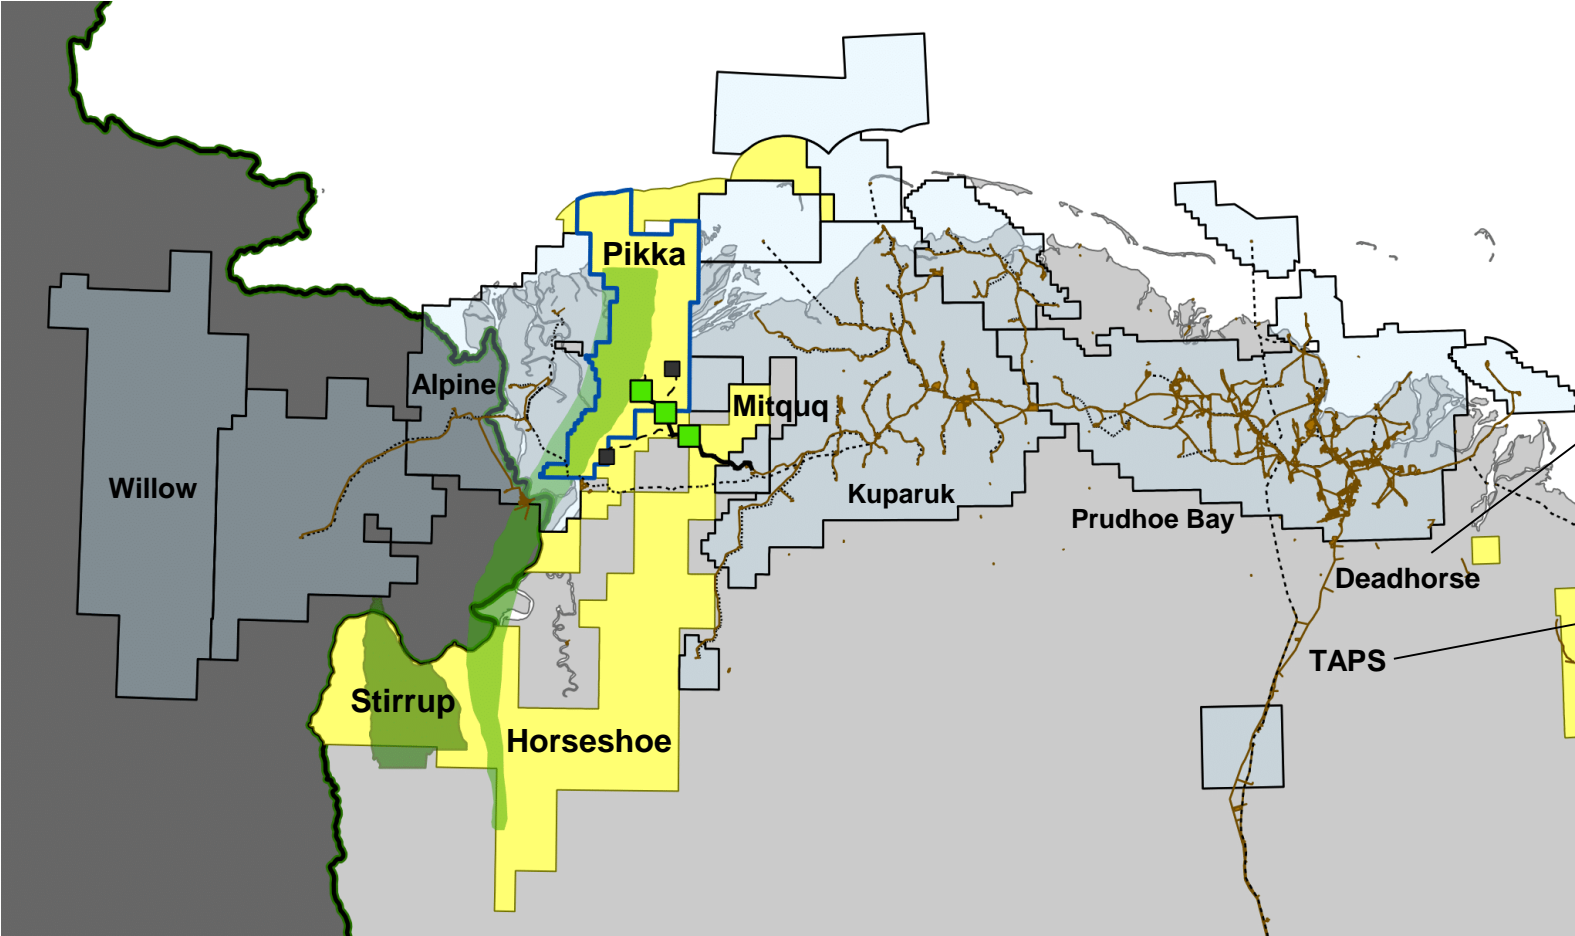 Pikka
Alpine
Mitquq
Willow
Kuparuk
Prudhoe Bay
Deadhorse
TAPS
Stirrup
Horseshoe